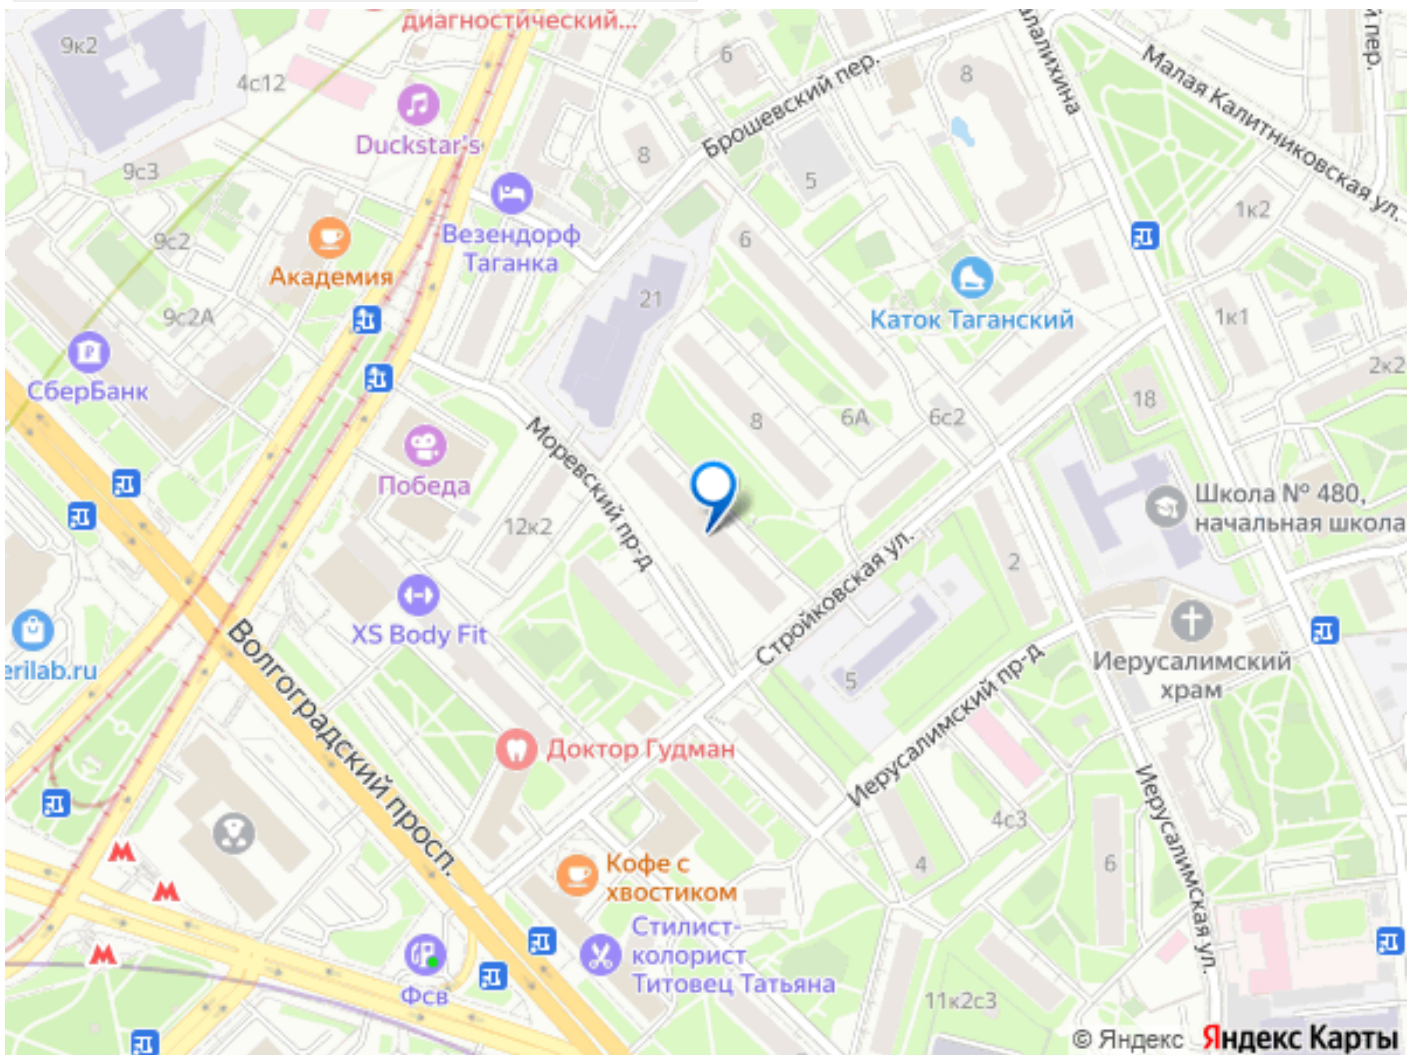 диагностический...
9к2
4с12
6
8
Малая Калитниковская ул.
Брошевский пер.
Duckstar's
9с3
8
5
1к2
Везендорф
Таганка
9с2
6
Академия
21
Каток Таганский
9с2А
1к1
СберБанк
2к2
18
8
6А
6с2
Моревский пр-д
Победа
12к2
Школа № 480,
начальная школа
Стройковская ул.
2
XS Body Fit
Волгоградский просп.
erilab.ru
Иерусалимский
храм
5
Иерусалимский пр-д
Доктор Гудман
Иерусалимская ул.
4с3
4
6
Кофе с
хвостиком
Стилист-
колорист
Титовец Татьяна
Фсв
11к2с3
© Яндекс Яндекс Карты